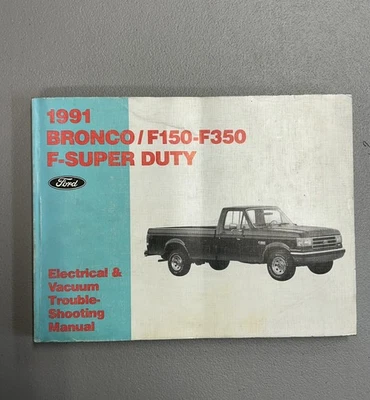 1991
BRONCO/F150-F350
F-SUPER DUTY
Ford
Electrical &
Vacuum
Trouble-
Shooting
Manual